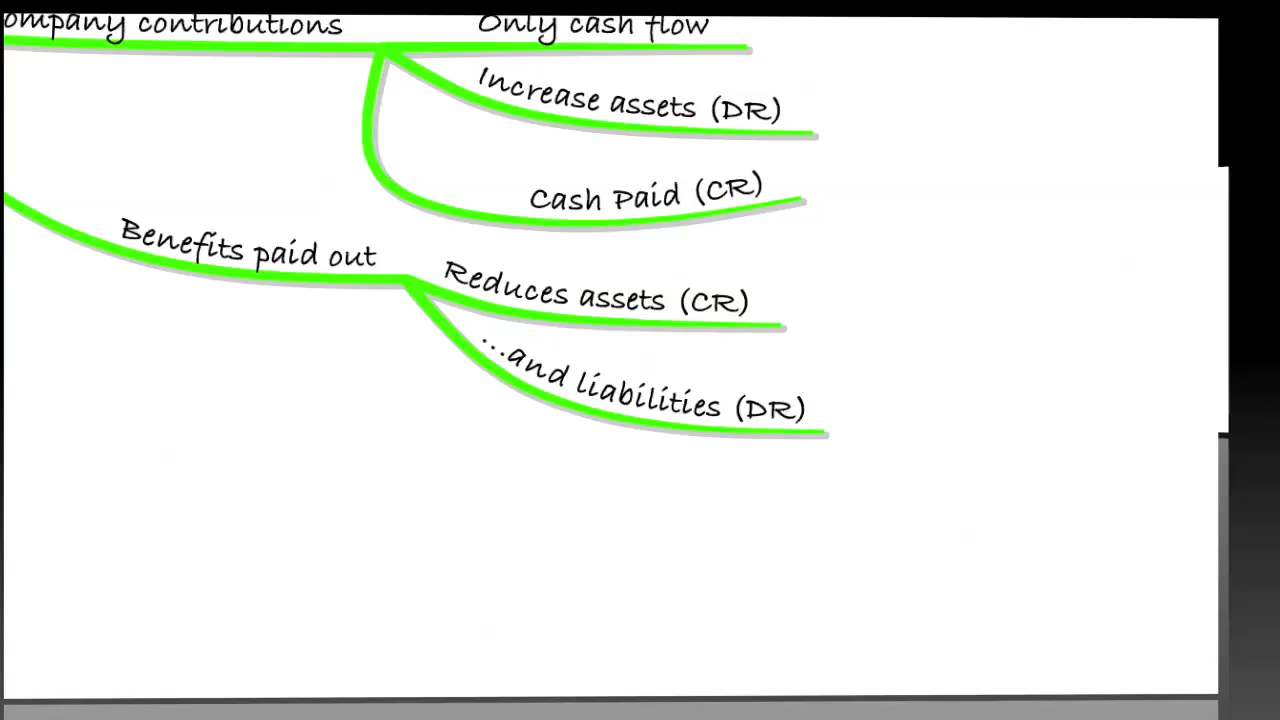 ompany contributions
Only cash flow
Increase assets (DR)
Cash Paid (CR)
Benefits paid out
Reduces assets (CR)
...and liabilities (DR)